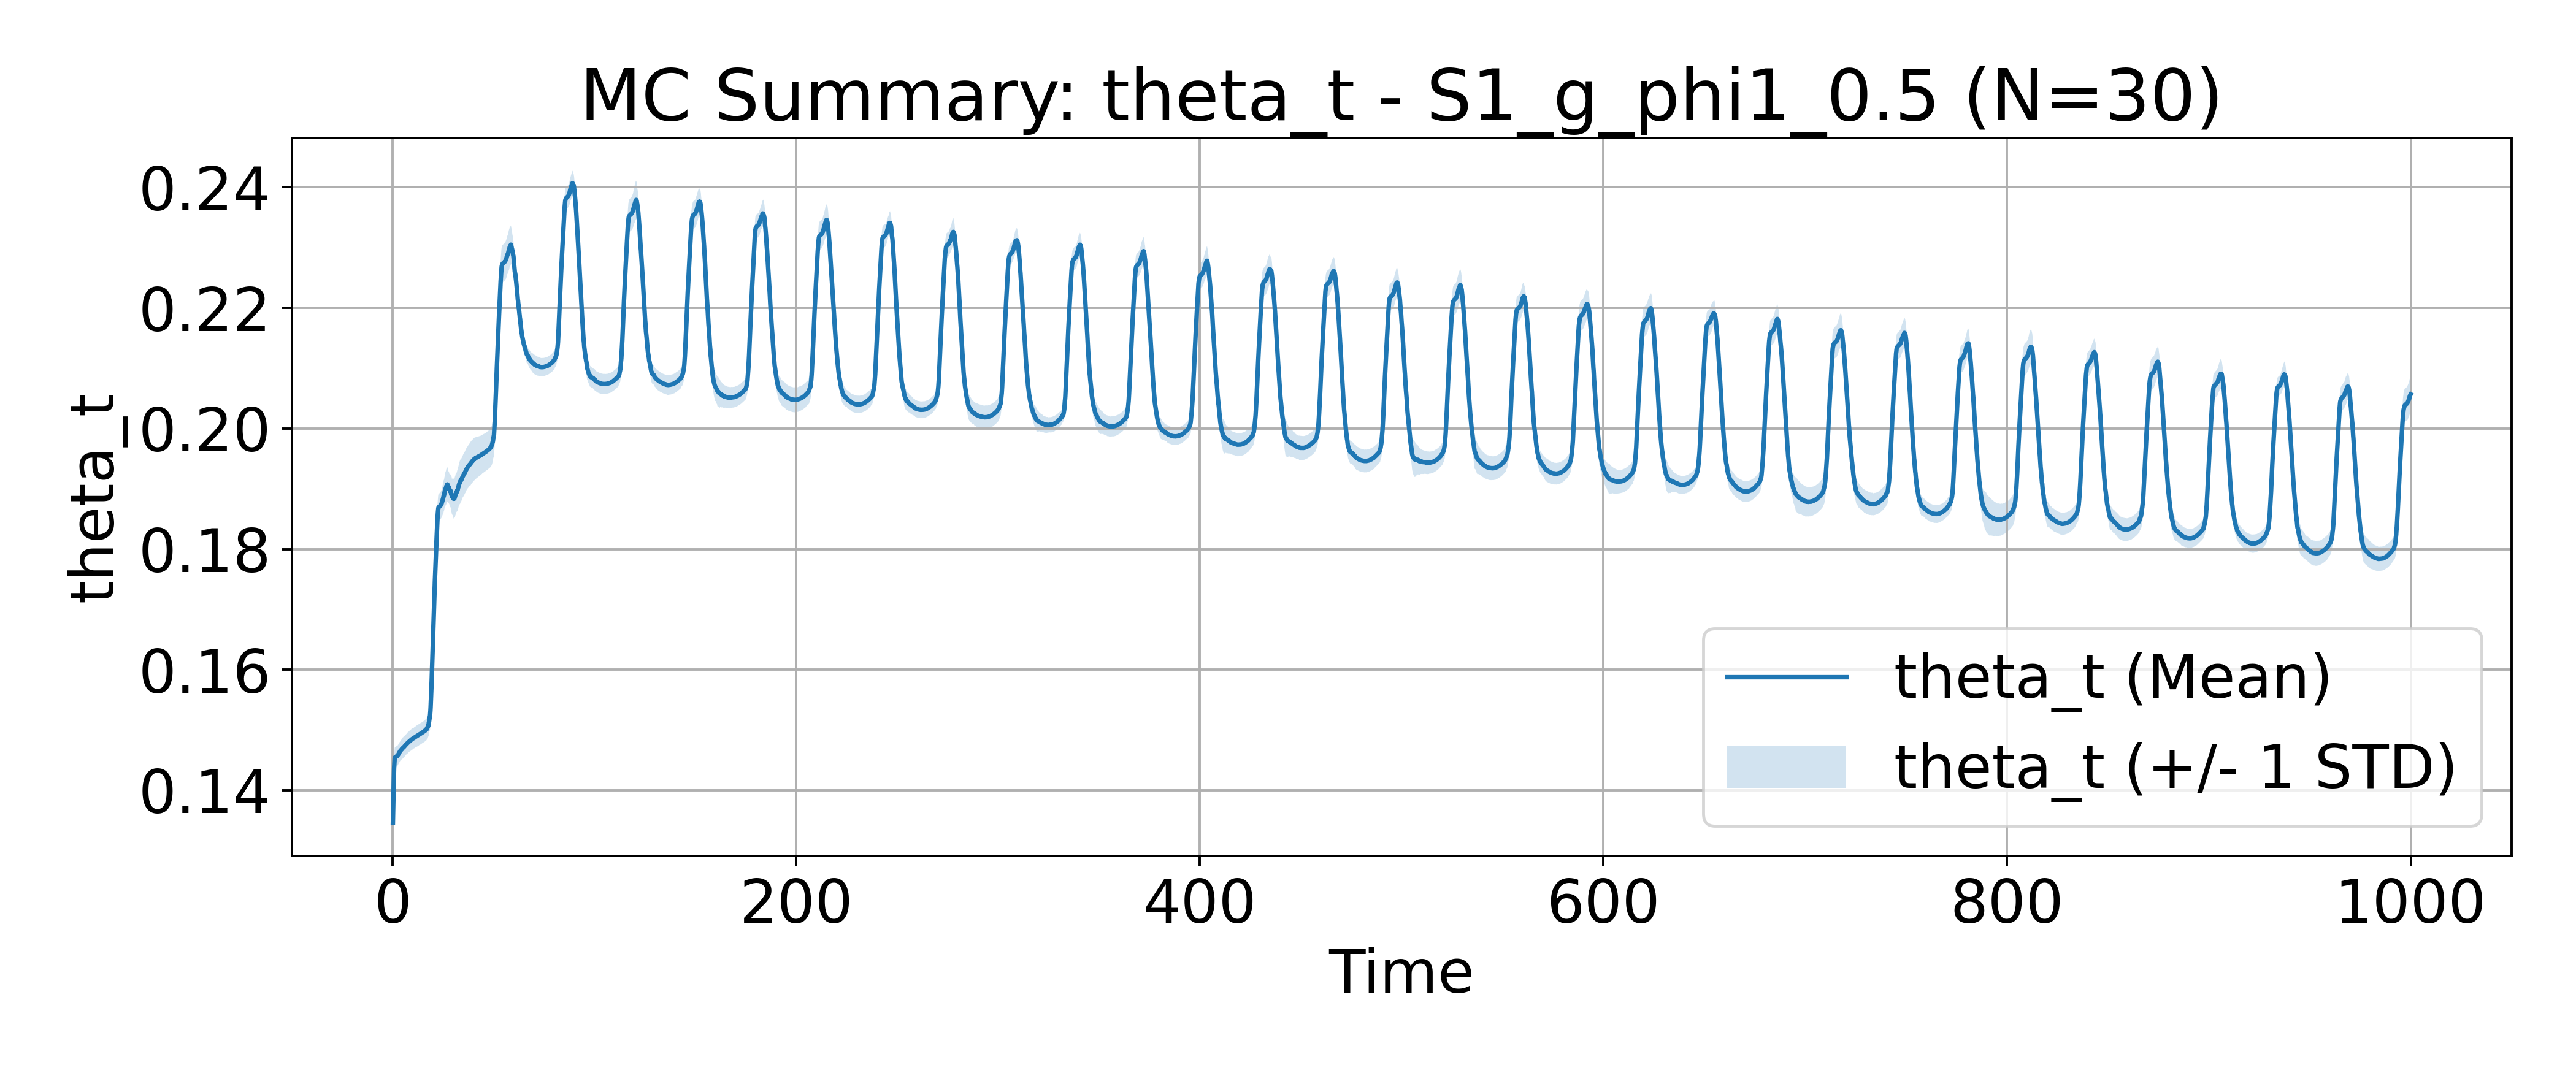 MC Summary: theta_t - S1_g_phi1_0.5 (N=30)
theta_t
0.24
0.22
0.20
0.18
0.16
0.14
theta_t (Mean)
theta_t (+/- 1 STD)
0 200 400 600 800 1000
Time